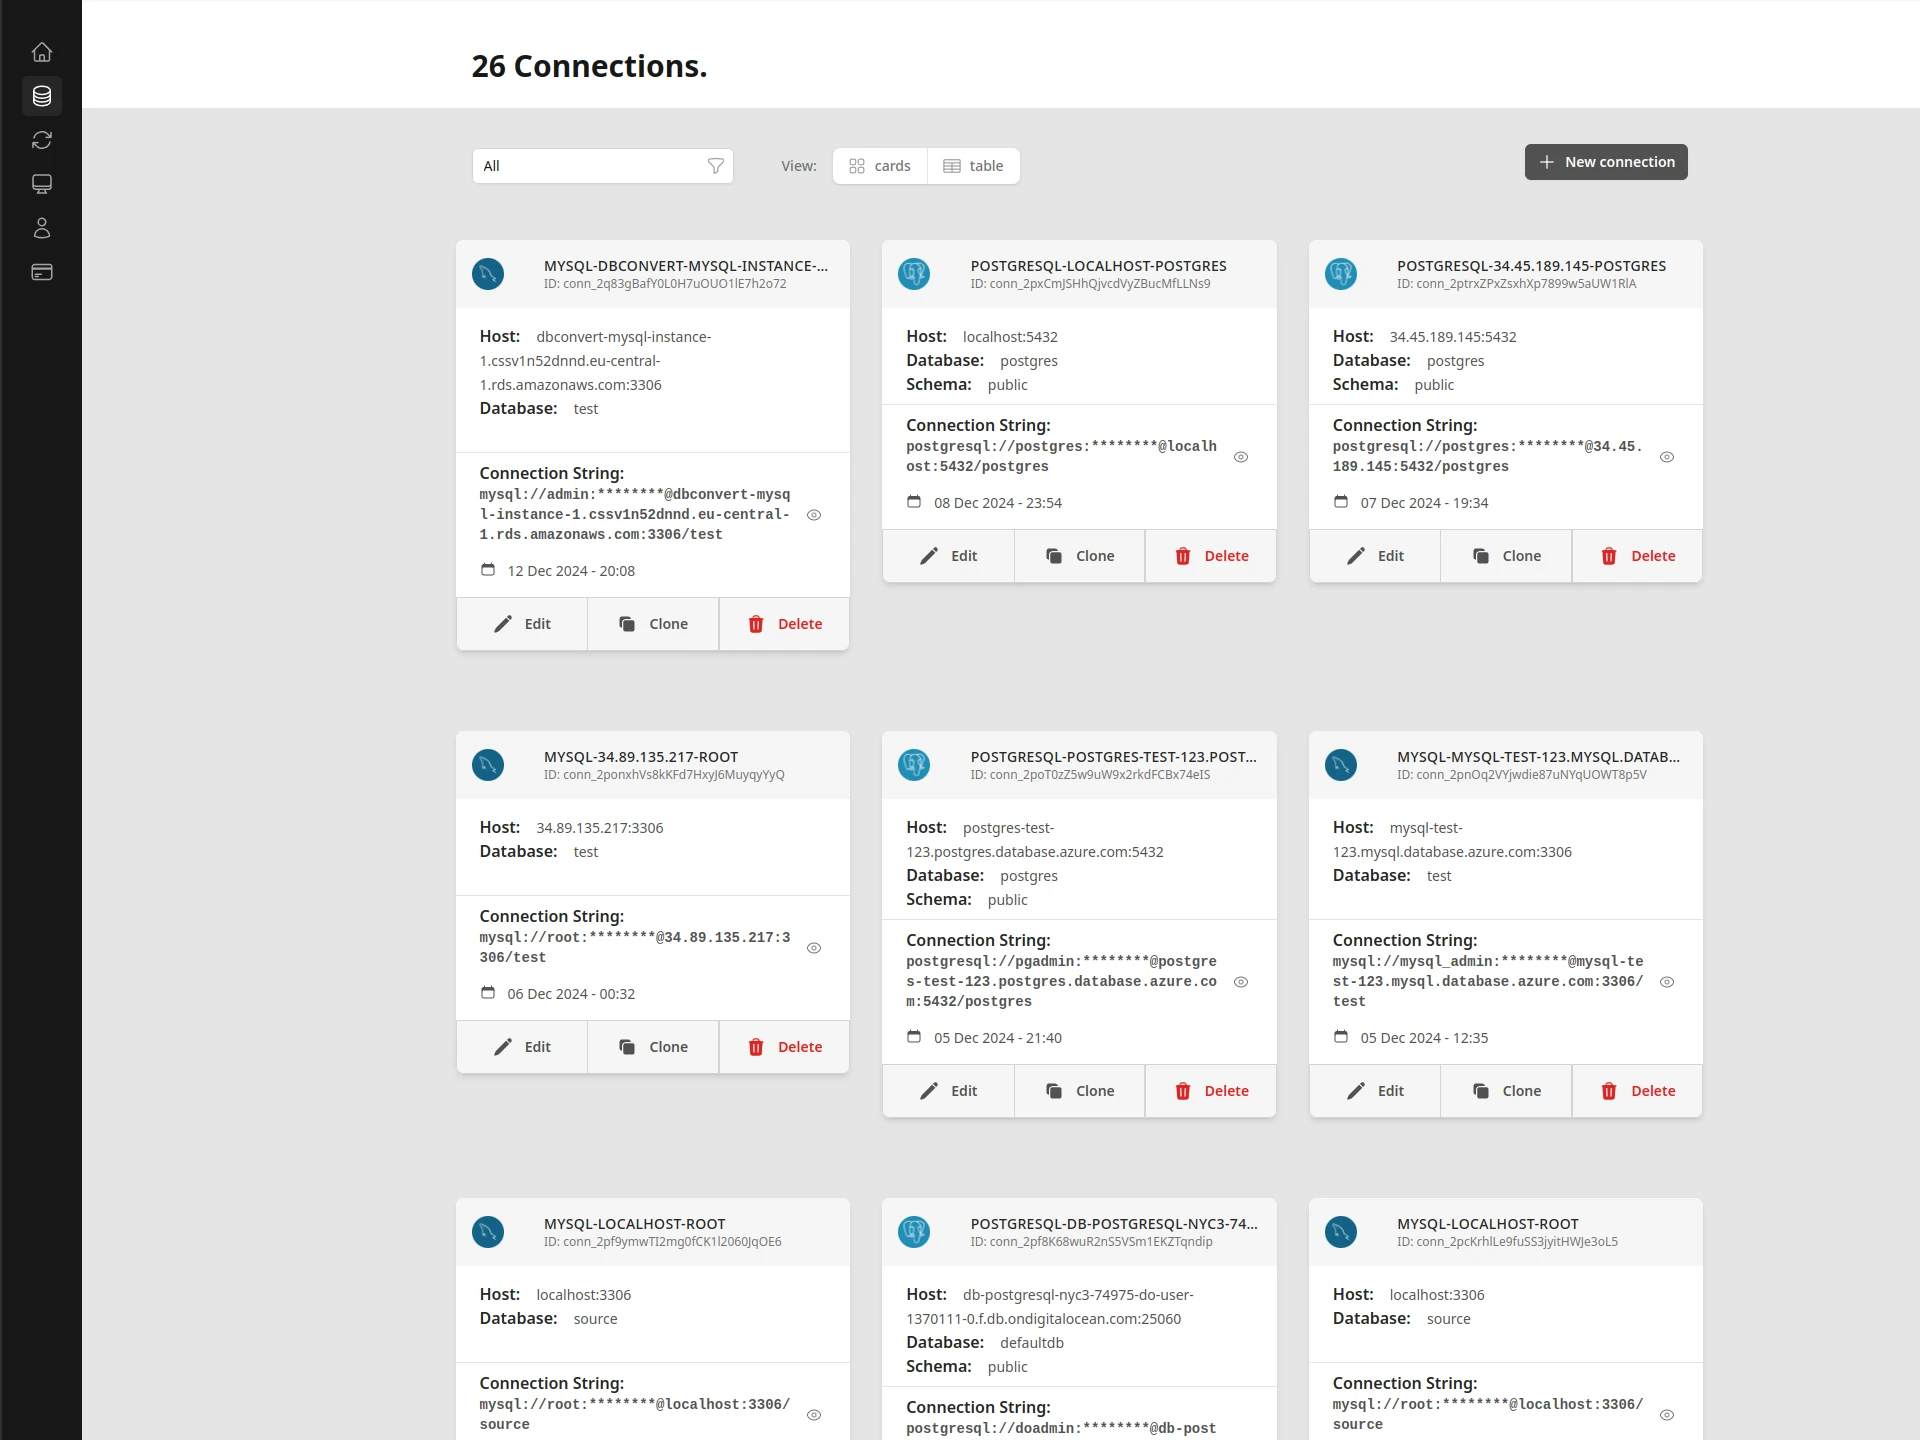 26 Connections.
All
View:
cards
table
New connection
MYSQL-DBCONVERT-MYSQL-INSTANCE-...
ID: conn_2q83gBafY0L0H7uOUO1lE7h2o72
Host: dbconvert-mysql-instance-
1.cssv1n52dnnd.eu-central-
1.rds.amazonaws.com:3306
Database: test
Connection String:
mysql://admin:********@dbconvert-mysq
l-instance-1.cssv1n52dnnd.eu-central-
1.rds.amazonaws.com:3306/test
12 Dec 2024 - 20:08
Edit
Clone
Delete
POSTGRESQL-LOCALHOST-POSTGRES
ID: conn_2pxCmJSHhQjvcdVyZBucMfLLNs9
Host: localhost:5432
Database: postgres
Schema: public
Connection String:
postgresql://postgres:********@localh
ost:5432/postgres
08 Dec 2024 - 23:54
Edit
Clone
Delete
POSTGRESQL-34.45.189.145-POSTGRES
ID: conn_2ptrxZPxZsxhXp7899w5aUW1RlA
Host: 34.45.189.145:5432
Database: postgres
Schema: public
Connection String:
postgresql://postgres:********@34.45.
189.145:5432/postgres
07 Dec 2024 - 19:34
Edit
Clone
Delete
MYSQL-34.89.135.217-ROOT
ID: conn_2ponxhVs8kKFd7HxyJ6MuyqyYyQ
Host: 34.89.135.217:3306
Database: test
Connection String:
mysql://root:********@34.89.135.217:3
306/test
06 Dec 2024 - 00:32
Edit
Clone
Delete
POSTGRESQL-POSTGRES-TEST-123.POST...
ID: conn_2poT0zZ5w9uW9x2rkdFCBx74eIS
Host: postgres-test-
123.postgres.database.azure.com:5432
Database: postgres
Schema: public
Connection String:
postgresql://pgadmin:********@postgre
s-test-123.postgres.database.azure.co
m:5432/postgres
05 Dec 2024 - 21:40
Edit
Clone
Delete
MYSQL-MYSQL-TEST-123.MYSQL.DATAB...
ID: conn_2pnOq2VYjwdie87uNYqUOWT8p5V
Host: mysql-test-
123.mysql.database.azure.com:3306
Database: test
Connection String:
mysql://mysql_admin:********@mysql-te
st-123.mysql.database.azure.com:3306/
test
05 Dec 2024 - 12:35
Edit
Clone
Delete
MYSQL-LOCALHOST-ROOT
ID: conn_2pf9ymwTI2mg0fCK1l2060JqOE6
Host: localhost:3306
Database: source
Connection String:
mysql://root:********@localhost:3306/
source
POSTGRESQL-DB-POSTGRESQL-NYC3-74...
ID: conn_2pf8K68wuR2nS5VSm1EKZTqndip
Host: db-postgresql-nyc3-74975-do-user-
1370111-0.f.db.ondigitalocean.com:25060
Database: defaultdb
Schema: public
Connection String:
postgresql://doadmin:********@db-post
MYSQL-LOCALHOST-ROOT
ID: conn_2pcKrhlLe9fuSS3jyitHWJe3oL5
Host: localhost:3306
Database: source
Connection String:
mysql://root:********@localhost:3306/
source